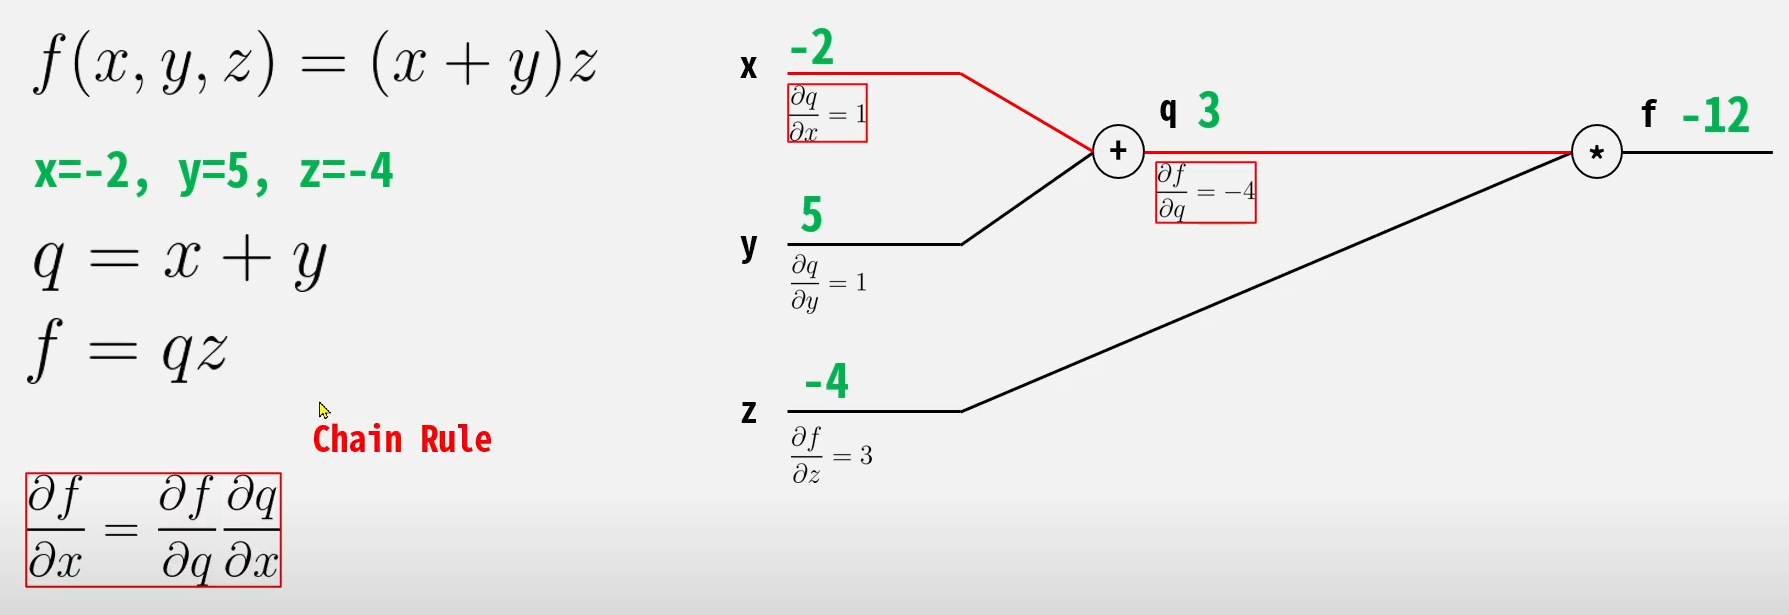 f(x, y, z) = (x + y)z
x=-2, y=5, z=-4
q = x + y
f = qz
Chain Rule
∂f/∂x = ∂f/∂q ∂q/∂x
x -2
∂q/∂x = 1
y 5
∂q/∂y = 1
z -4
∂f/∂z = 3
+
q 3
∂f/∂q = −4
*
f -12